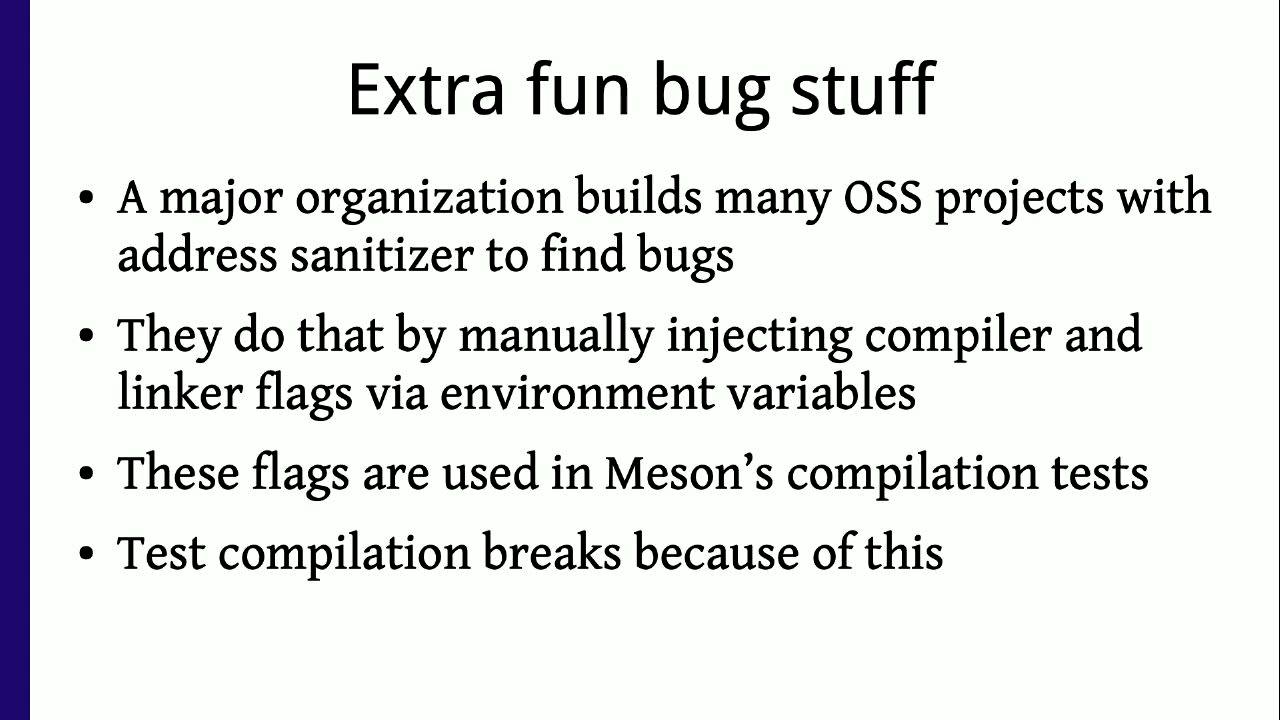 Extra fun bug stuff
• A major organization builds many OSS projects with
address sanitizer to find bugs
• They do that by manually injecting compiler and
linker flags via environment variables
• These flags are used in Meson’s compilation tests
• Test compilation breaks because of this